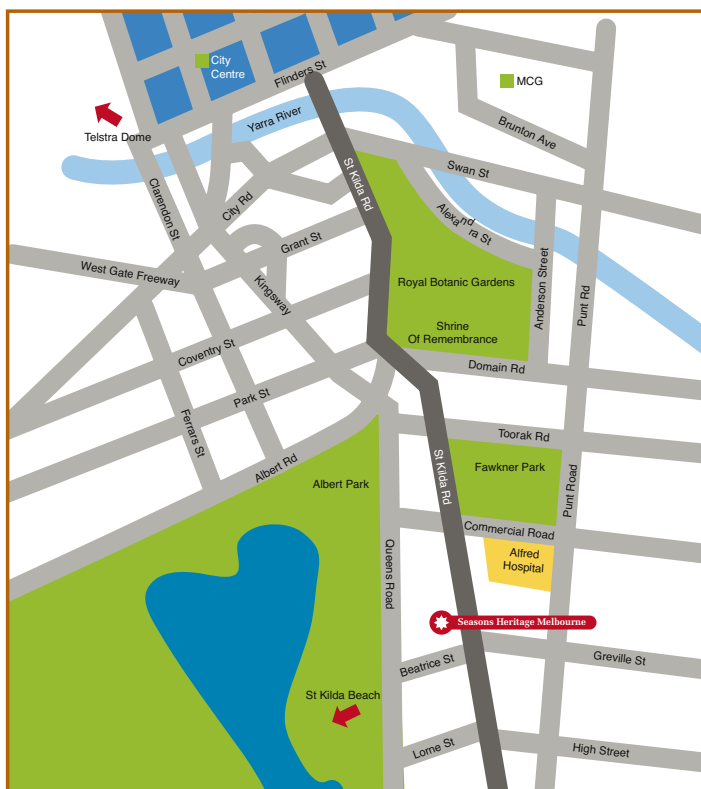 City
Centre
Flinders St
MCG
Telstra Dome
Yarra River
Brunton Ave
Swan St
St Kilda Rd
Clarendon St
City Rd
Alexandra St
Grant St
Anderson Street
West Gate Freeway
Kingsway
Royal Botanic Gardens
Punt Rd
Shrine
Of Remembrance
Coventry St
Domain Rd
Park St
Ferrars St
Toorak Rd
Albert Rd
St Kilda Rd
Fawkner Park
Albert Park
Punt Road
Commercial Road
Alfred
Hospital
Queens Road
Seasons Heritage Melbourne
Beatrice St
Greville St
St Kilda Beach
Lorne St
High Street